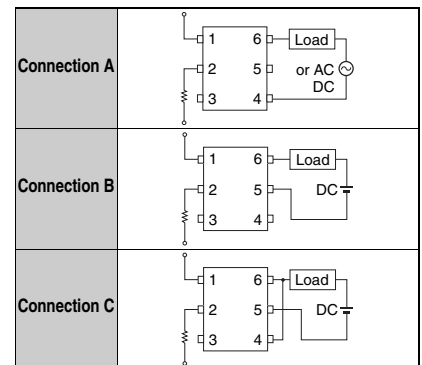 Connection A
1 6 Load
2 5 or AC
DC
3 4
Connection B
1 6 Load
2 5 DC
3 4
Connection C
1 6 Load
2 5 DC
3 4